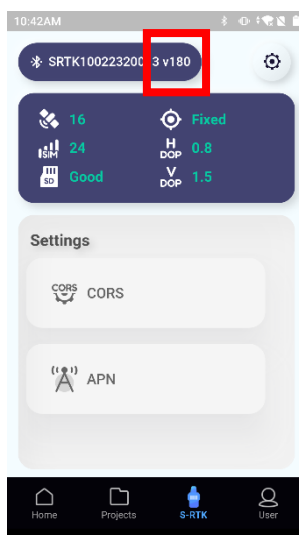 10:42AM
v180
16
Fixed
24
H
DOP
0.8
SD
Good
V
DOP
1.5
Settings
CORS
CORS
APN
Home
Projects
S-RTK
User